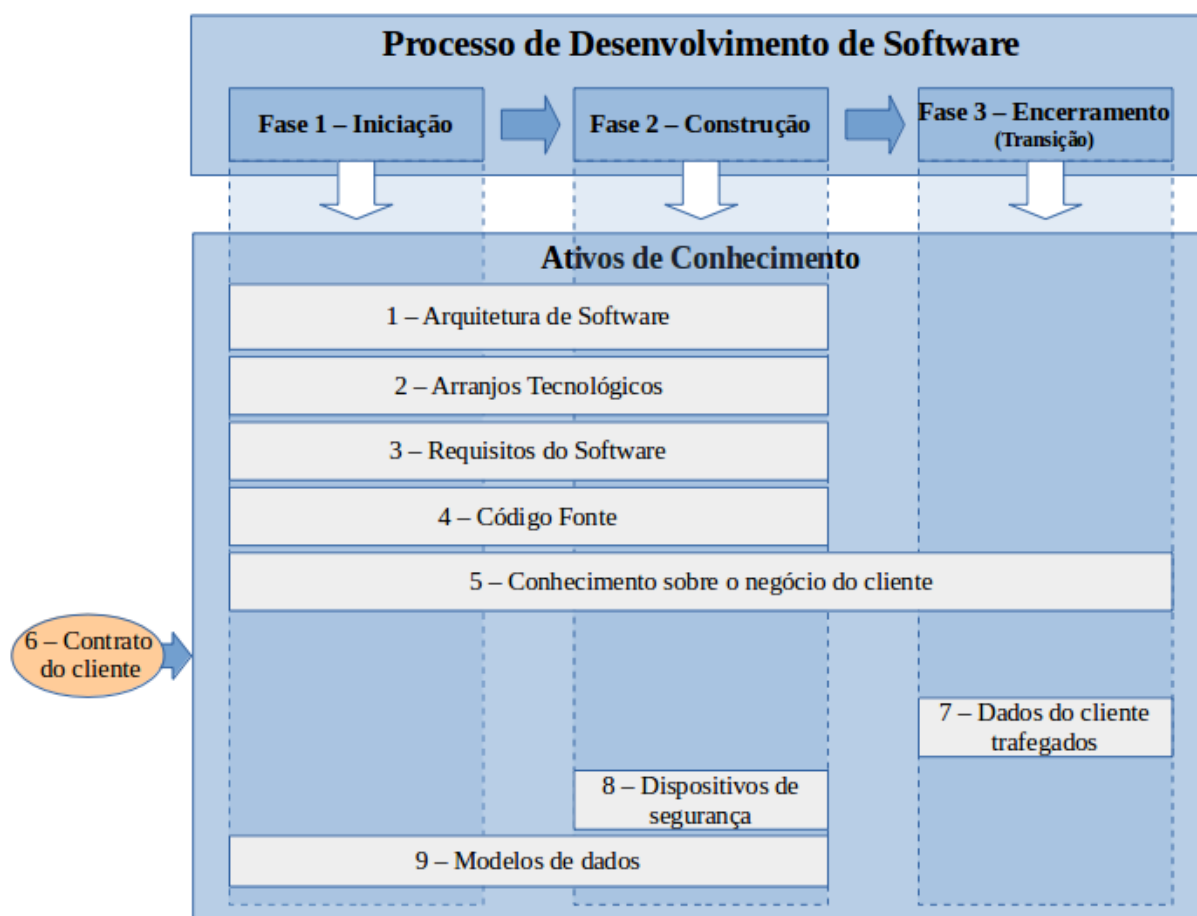 Processo de Desenvolvimento de Software
Fase 1 – Iniciação
Fase 2 – Construção
Fase 3 – Encerramento
(Transição)
Ativos de Conhecimento
1 – Arquitetura de Software
2 – Arranjos Tecnológicos
3 – Requisitos do Software
4 – Código Fonte
5 – Conhecimento sobre o negócio do cliente
6 – Contrato
do cliente
7 – Dados do cliente
trafegados
8 – Dispositivos de
segurança
9 – Modelos de dados